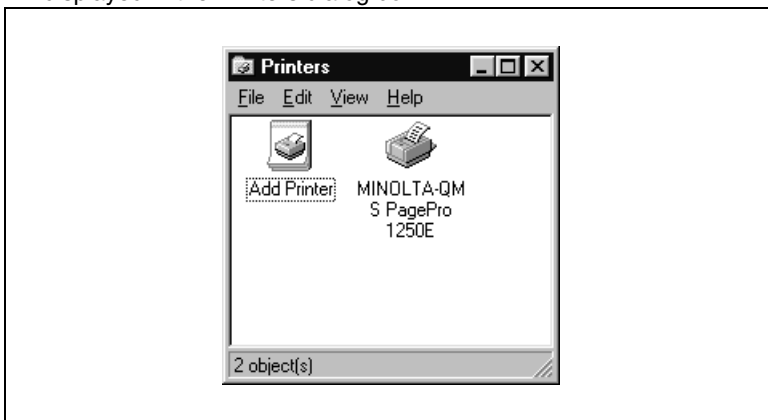 Printers
File Edit View Help
Add Printer
MINOLTA-QM
S PagePro
1250E
2 object(s)